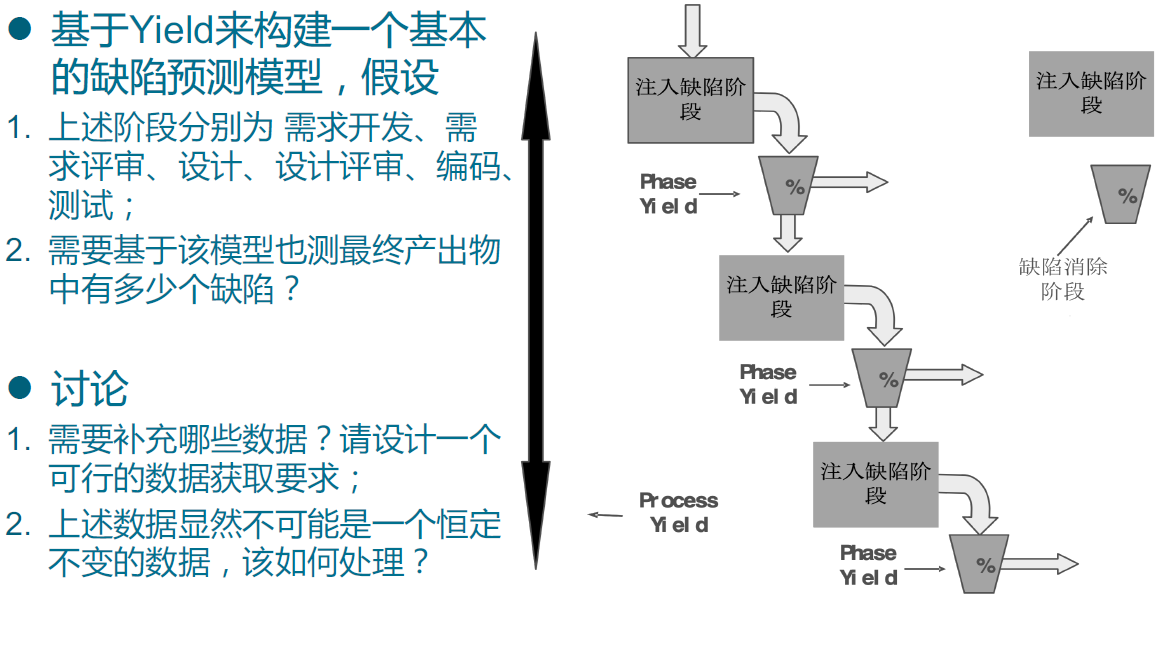 基于Yield来构建一个基本
的缺陷预测模型，假设
1. 上述阶段分别为 需求开发、需
求评审、设计、设计评审、编码、
测试；
2. 需要基于该模型也测最终产出物
中有多少个缺陷？
讨论
1. 需要补充哪些数据？请设计一个
可行的数据获取要求；
2. 上述数据显然不可能是一个恒定
不变的数据，该如何处理？
注入缺陷阶
段
%
Phase
Yield
注入缺陷阶
段
%
Phase
Yield
注入缺陷阶
段
%
Phase
Yield
Process
Yield
注入缺陷阶
段
%
缺陷消除
阶段